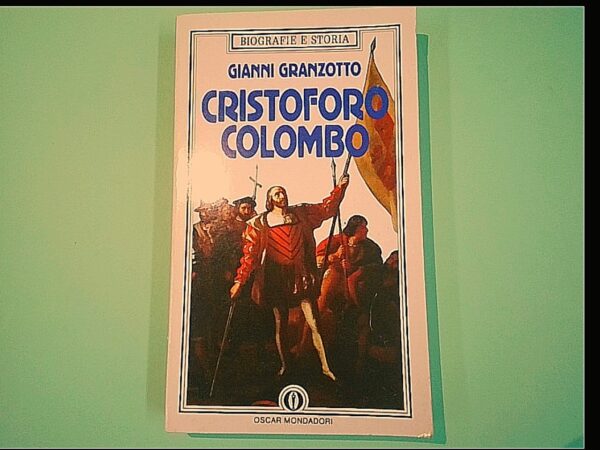 BIOGRAFIE E STORIA
GIANNI GRANZOTTO
CRISTOFORO
COLOMBO
OSCAR MONDADORI